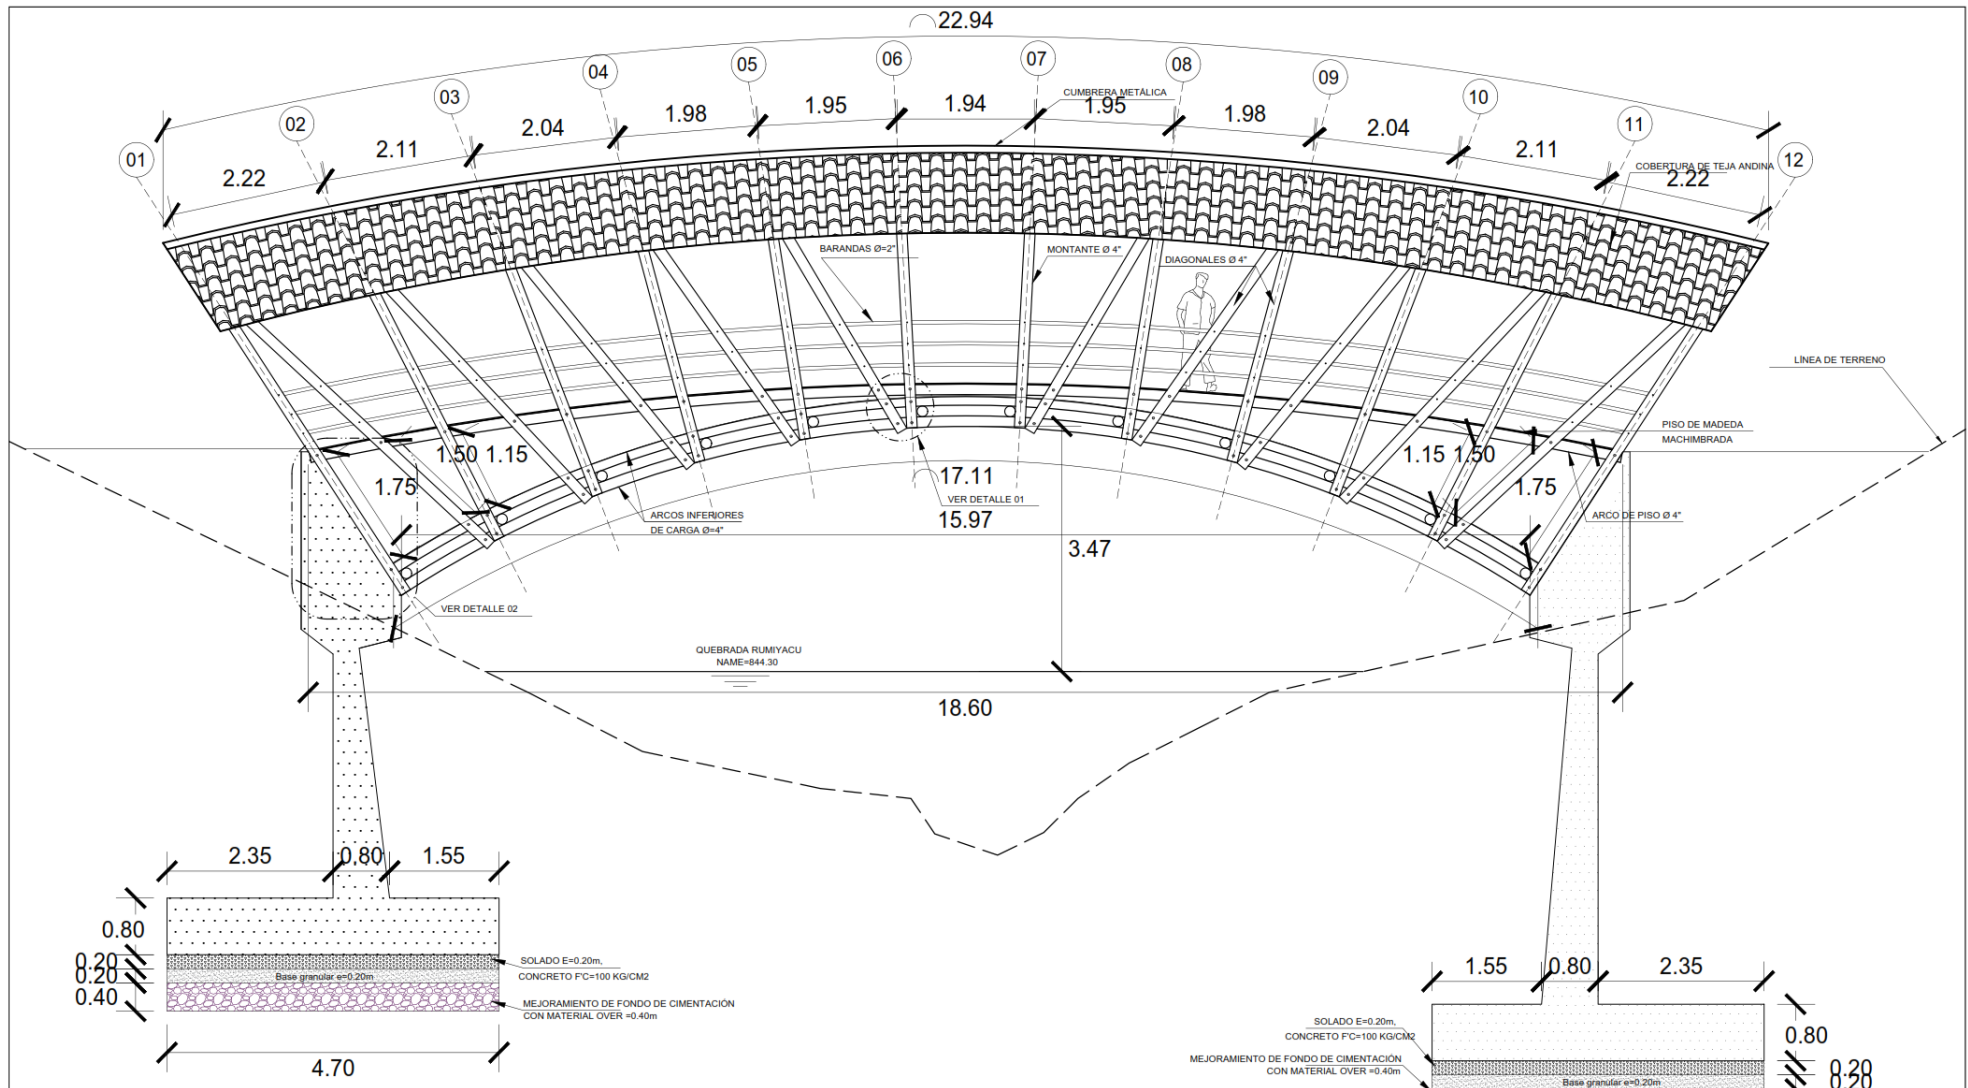 22.94
01
02
03
04
05
06
07
08
09
10
11
12
2.22
2.11
2.04
1.98
1.95
1.94
1.95
1.98
2.04
2.11
2.22
CUMBRERA METÁLICA
COBERTURA DE TEJA ANDINA
BARANDAS Ø=2"
MONTANTE Ø 4"
DIAGONALES Ø 4"
LÍNEA DE TERRENO
PISO DE MADEDA
MACHIMBRADA
1.50
1.15
1.75
1.15
1.50
1.75
17.11
VER DETALLE 01
15.97
ARCOS INFERIORES
DE CARGA Ø=4"
ARCO DE PISO Ø 4"
3.47
VER DETALLE 02
QUEBRADA RUMIYACU
NAME=844.30
18.60
2.35
0.80
1.55
0.80
0.20
0.20
0.40
SOLADO E=0.20m,
CONCRETO F'C=100 KG/CM2
Base granular e=0.20m
MEJORAMIENTO DE FONDO DE CIMENTACIÓN
CON MATERIAL OVER =0.40m
4.70
1.55
0.80
2.35
SOLADO E=0.20m,
CONCRETO F'C=100 KG/CM2
MEJORAMIENTO DE FONDO DE CIMENTACIÓN
CON MATERIAL OVER =0.40m
Base granular e=0.20m
0.80
0.20
0.20